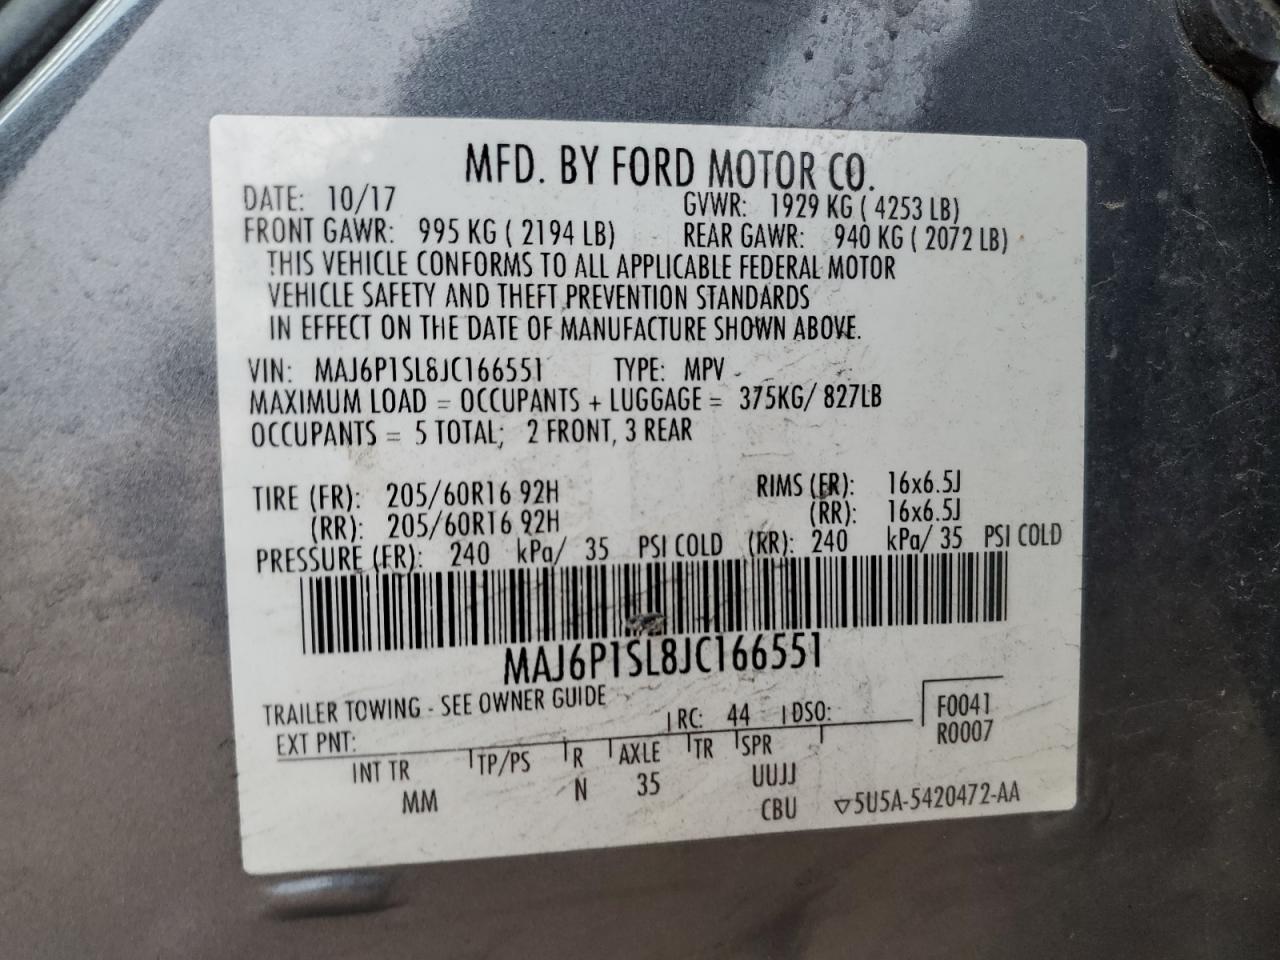 MFD. BY FORD MOTOR CO.
DATE: 10/17 GVWR: 1929 KG ( 4253 LB)
FRONT GAWR: 995 KG ( 2194 LB) REAR GAWR: 940 KG ( 2072 LB)
THIS VEHICLE CONFORMS TO ALL APPLICABLE FEDERAL MOTOR
VEHICLE SAFETY AND THEFT PREVENTION STANDARDS
IN EFFECT ON THE DATE OF MANUFACTURE SHOWN ABOVE.
VIN: MAJ6P1SL8JC166551 TYPE: MPV
MAXIMUM LOAD = OCCUPANTS + LUGGAGE = 375KG/ 827LB
OCCUPANTS = 5 TOTAL; 2 FRONT, 3 REAR
TIRE (FR): 205/60R16 92H RIMS (FR): 16x6.5J
(RR): 205/60R16 92H (RR): 16x6.5J
PRESSURE (FR): 240 kPa/ 35 PSI COLD (RR): 240 kPa/ 35 PSI COLD
MAJ6P1SL8JC166551
TRAILER TOWING - SEE OWNER GUIDE
EXT PNT: RC: 44 DSO: F0041
R0007
INT TR TP/PS R AXLE TR SPR
MM N 35 UUJJ
CBU ▽5U5A-5420472-AA